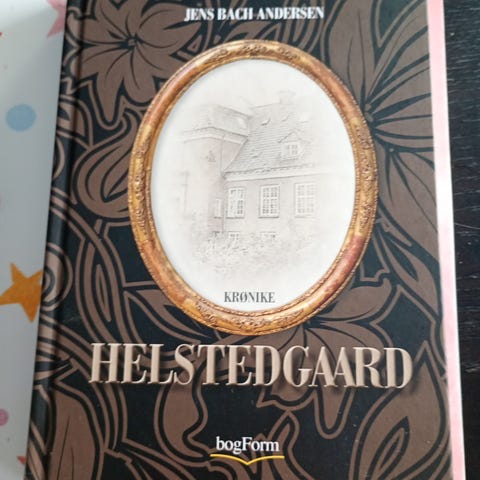 JENS BACH ANDERSEN
KRØNIKE
HELSTEDGAARD
bogForm